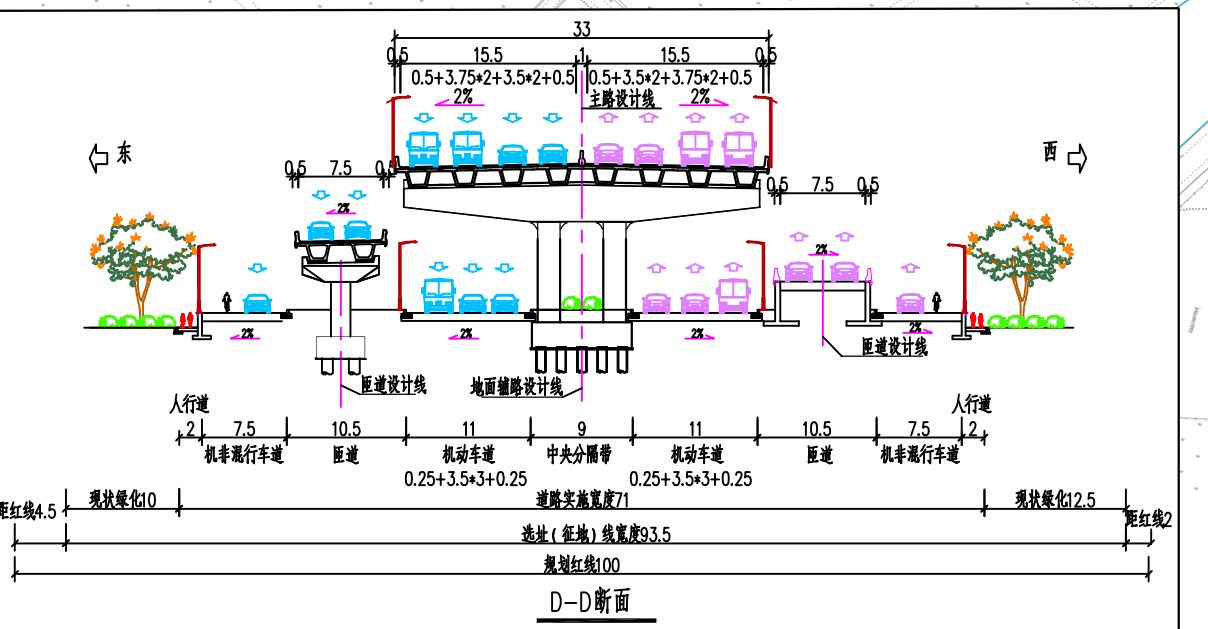 33
0.5 15.5 1 15.5 0.5
0.5+3.75*2+3.5*2+0.5 0.5+3.5*2+3.75*2+0.5
2% 主路设计线 2%
东 西
0.5 7.5 0.5 0.5 7.5 0.5
2% 2%
2% 2% 2% 2%
匝道设计线
匝道设计线 地面辅路设计线
人行道 人行道
2 7.5 10.5 11 9 11 10.5 7.5 2
机非混行车道 匝道 机动车道 中央分隔带 机动车道 匝道 机非混行车道
0.25+3.5*3+0.25 0.25+3.5*3+0.25
现状绿化10 道路实施宽度71 现状绿化12.5
距红线4.5 距红线2
选址(征地)线宽度93.5
规划红线100
D-D断面